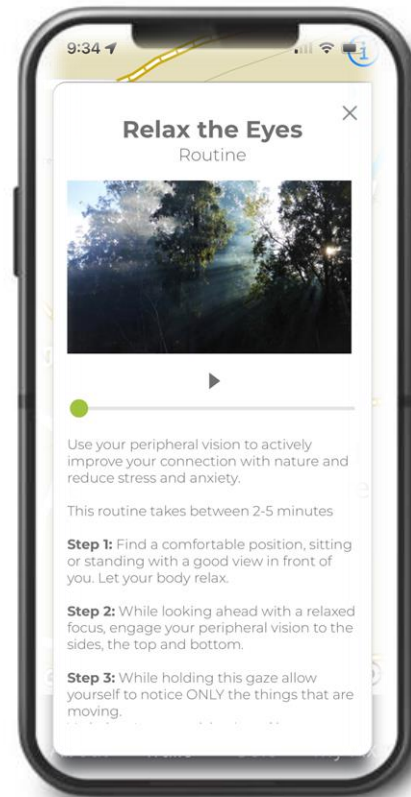 9:34
Relax the Eyes
Routine
Use your peripheral vision to actively
improve your connection with nature and
reduce stress and anxiety.
This routine takes between 2-5 minutes
Step 1: Find a comfortable position, sitting
or standing with a good view in front of
you. Let your body relax.
Step 2: While looking ahead with a relaxed
focus, engage your peripheral vision to the
sides, the top and bottom.
Step 3: While holding this gaze allow
yourself to notice ONLY the things that are
moving.